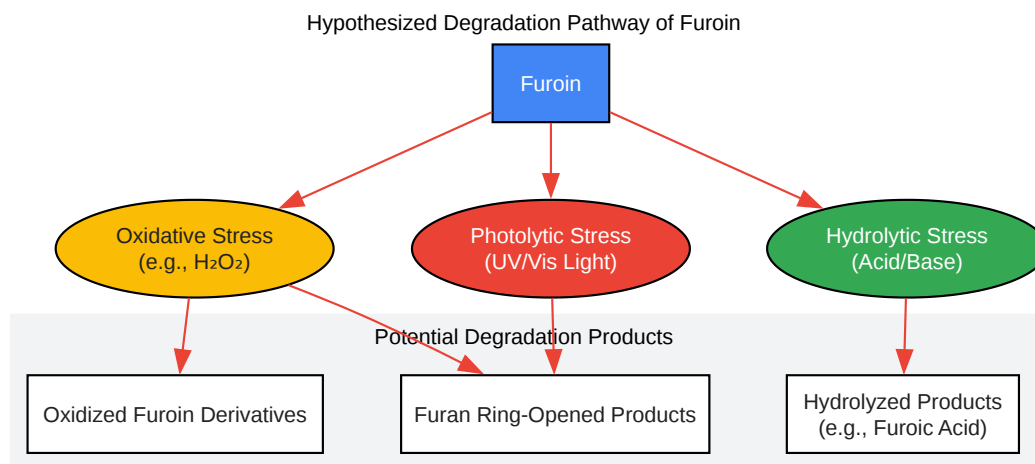 Hypothesized Degradation Pathway of Furoin
Furoin
Oxidative Stress
(e.g., H₂O₂)
Photolytic Stress
(UV/Vis Light)
Hydrolytic Stress
(Acid/Base)
Potential Degradation Products
Oxidized Furoin Derivatives
Furan Ring-Opened Products
Hydrolyzed Products
(e.g., Furoic Acid)